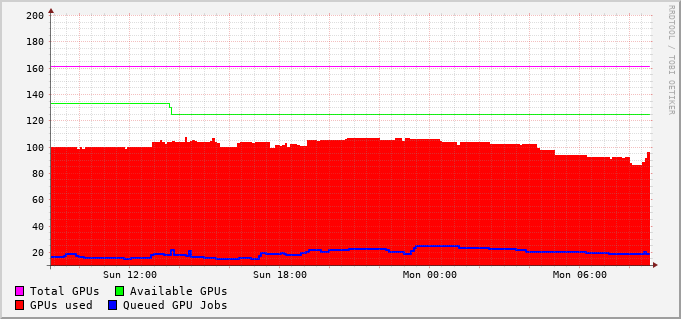 200
180
160
140
120
100
80
60
40
20
Sun 12:00 Sun 18:00 Mon 00:00 Mon 06:00
Total GPUs Available GPUs
GPUs used Queued GPU Jobs
RRDTOOL / TOBI OETIKER